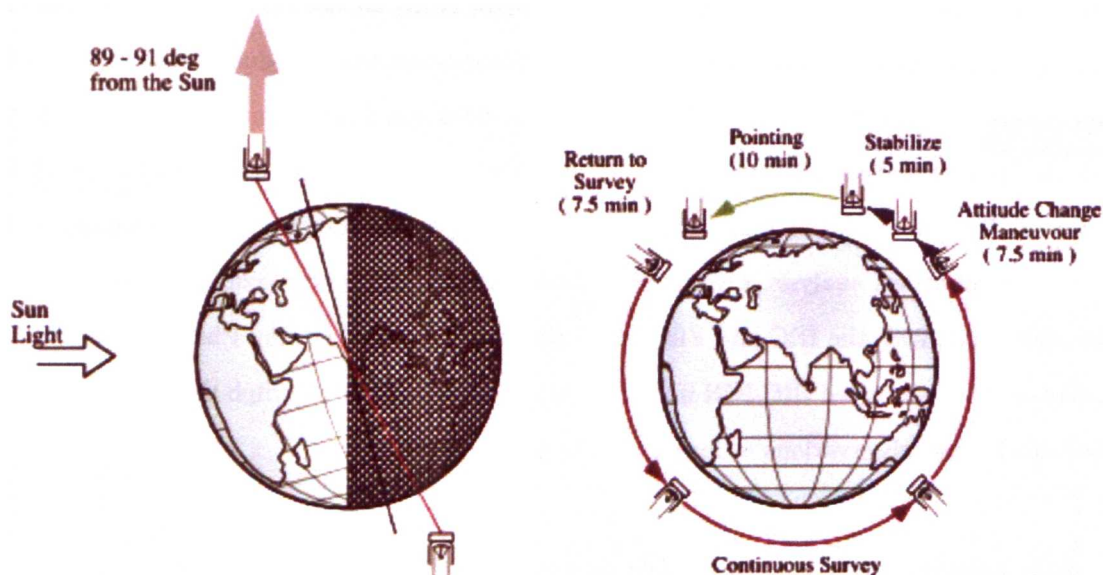 89 - 91 deg
from the Sun
Sun
Light
Return to
Survey
( 7.5 min )
Pointing
(10 min )
Stabilize
( 5 min )
Attitude Change
Maneuvour
( 7.5 min )
Continuous Survey